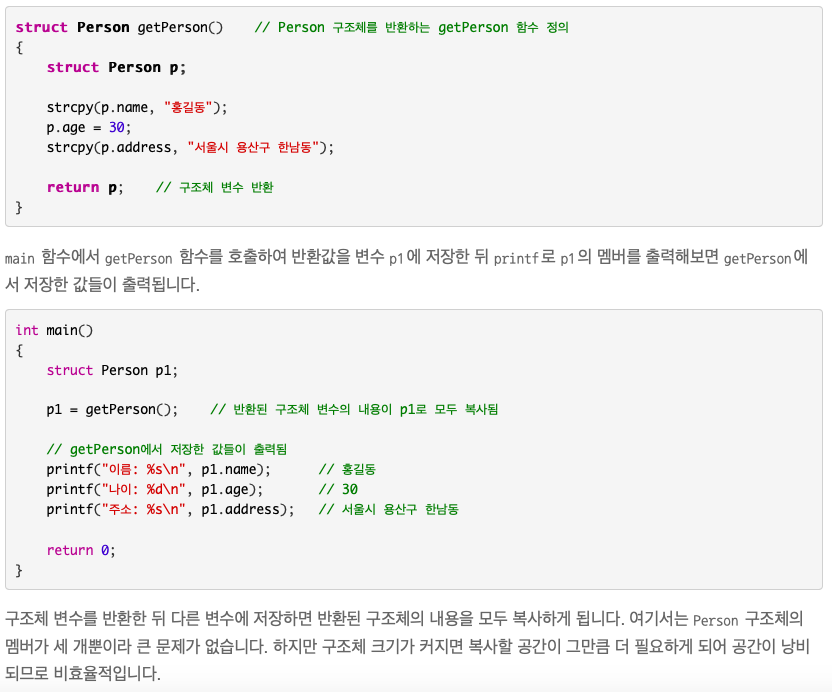 struct Person getPerson()    // Person 구조체를 반환하는 getPerson 함수 정의
{
    struct Person p;

    strcpy(p.name, "홍길동");
    p.age = 30;
    strcpy(p.address, "서울시 용산구 한남동");

    return p;    // 구조체 변수 반환
}
main 함수에서 getPerson 함수를 호출하여 반환값을 변수 p1에 저장한 뒤 printf로 p1의 멤버를 출력해보면 getPerson에
서 저장한 값들이 출력됩니다.
int main()
{
    struct Person p1;

    p1 = getPerson();    // 반환된 구조체 변수의 내용이 p1로 모두 복사됨

    // getPerson에서 저장한 값들이 출력됨
    printf("이름: %s\n", p1.name);      // 홍길동
    printf("나이: %d\n", p1.age);       // 30
    printf("주소: %s\n", p1.address);   // 서울시 용산구 한남동

    return 0;
}
구조체 변수를 반환한 뒤 다른 변수에 저장하면 반환된 구조체의 내용을 모두 복사하게 됩니다. 여기서는 Person 구조체의
멤버가 세 개뿐이라 큰 문제가 없습니다. 하지만 구조체 크기가 커지면 복사할 공간이 그만큼 더 필요하게 되어 공간이 낭비
되므로 비효율적입니다.